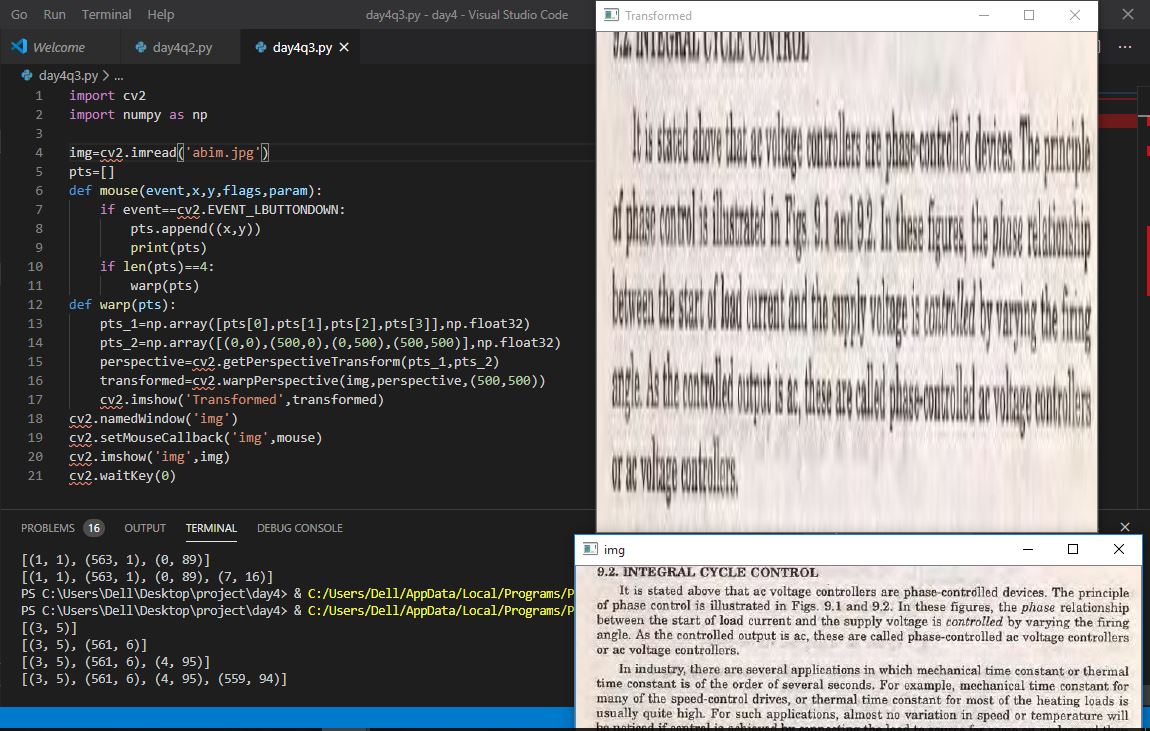 Go Run Terminal Help
day4q3.py - day4 - Visual Studio Code
Welcome
day4q2.py
day4q3.py
day4q3.py > ...
1 import cv2
2 import numpy as np
3
4 img=cv2.imread('abim.jpg')
5 pts=[]
6 def mouse(event,x,y,flags,param):
7 if event==cv2.EVENT_LBUTTONDOWN:
8 pts.append((x,y))
9 print(pts)
10 if len(pts)==4:
11 warp(pts)
12 def warp(pts):
13 pts_1=np.array([pts[0],pts[1],pts[2],pts[3]],np.float32)
14 pts_2=np.array([(0,0),(500,0),(0,500),(500,500)],np.float32)
15 perspective=cv2.getPerspectiveTransform(pts_1,pts_2)
16 transformed=cv2.warpPerspective(img,perspective,(500,500))
17 cv2.imshow('Transformed',transformed)
18 cv2.namedWindow('img')
19 cv2.setMouseCallback('img',mouse)
20 cv2.imshow('img',img)
21 cv2.waitKey(0)
PROBLEMS 16 OUTPUT TERMINAL DEBUG CONSOLE
[(1, 1), (563, 1), (0, 89)]
[(1, 1), (563, 1), (0, 89), (7, 16)]
PS C:\Users\Dell\Desktop\project\day4> & C:/Users/Dell/AppData/Local/Programs/P
PS C:\Users\Dell\Desktop\project\day4> & C:/Users/Dell/AppData/Local/Programs/P
[(3, 5)]
[(3, 5), (561, 6)]
[(3, 5), (561, 6), (4, 95)]
[(3, 5), (561, 6), (4, 95), (559, 94)]
Transformed
9.2. INTEGRAL CYCLE CONTROL
It is stated above that ac voltage controllers are phase-controlled devices. The principle
of phase control is illustrated in Figs. 9.1 and 9.2. In these figures, the phase relationship
between the start of load current and the supply voltage is controlled by varying the firing
angle. As the controlled output is ac, these are called phase-controlled ac voltage controllers
or ac voltage controllers.
img
9.2. INTEGRAL CYCLE CONTROL
It is stated above that ac voltage controllers are phase-controlled devices. The principle
of phase control is illustrated in Figs. 9.1 and 9.2. In these figures, the phase relationship
between the start of load current and the supply voltage is controlled by varying the firing
angle. As the controlled output is ac, these are called phase-controlled ac voltage controllers
or ac voltage controllers.
In industry, there are several applications in which mechanical time constant or thermal
time constant is of the order of several seconds. For example, mechanical time constant for
many of the speed-control drives, or thermal time constant for most of the heating loads is
usually quite high. For such applications, almost no variation in speed or temperature will